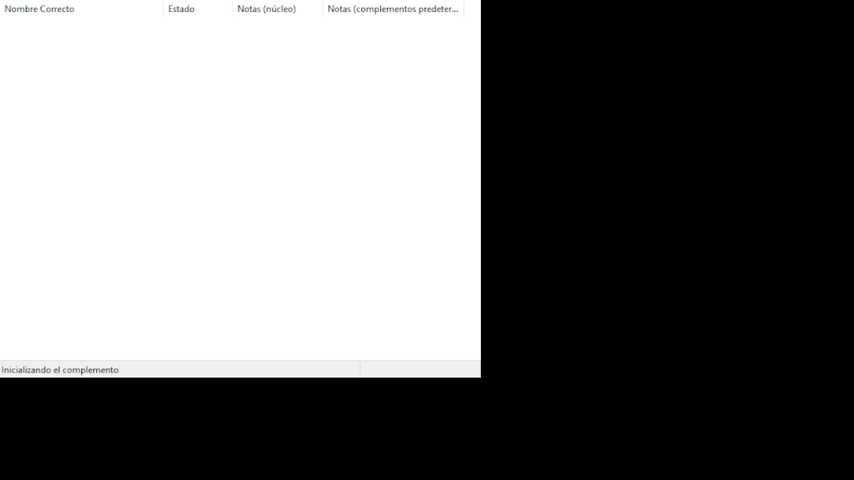 Nombre Correcto Estado Notas (núcleo) Notas (complementos predeter...
Inicializando el complemento